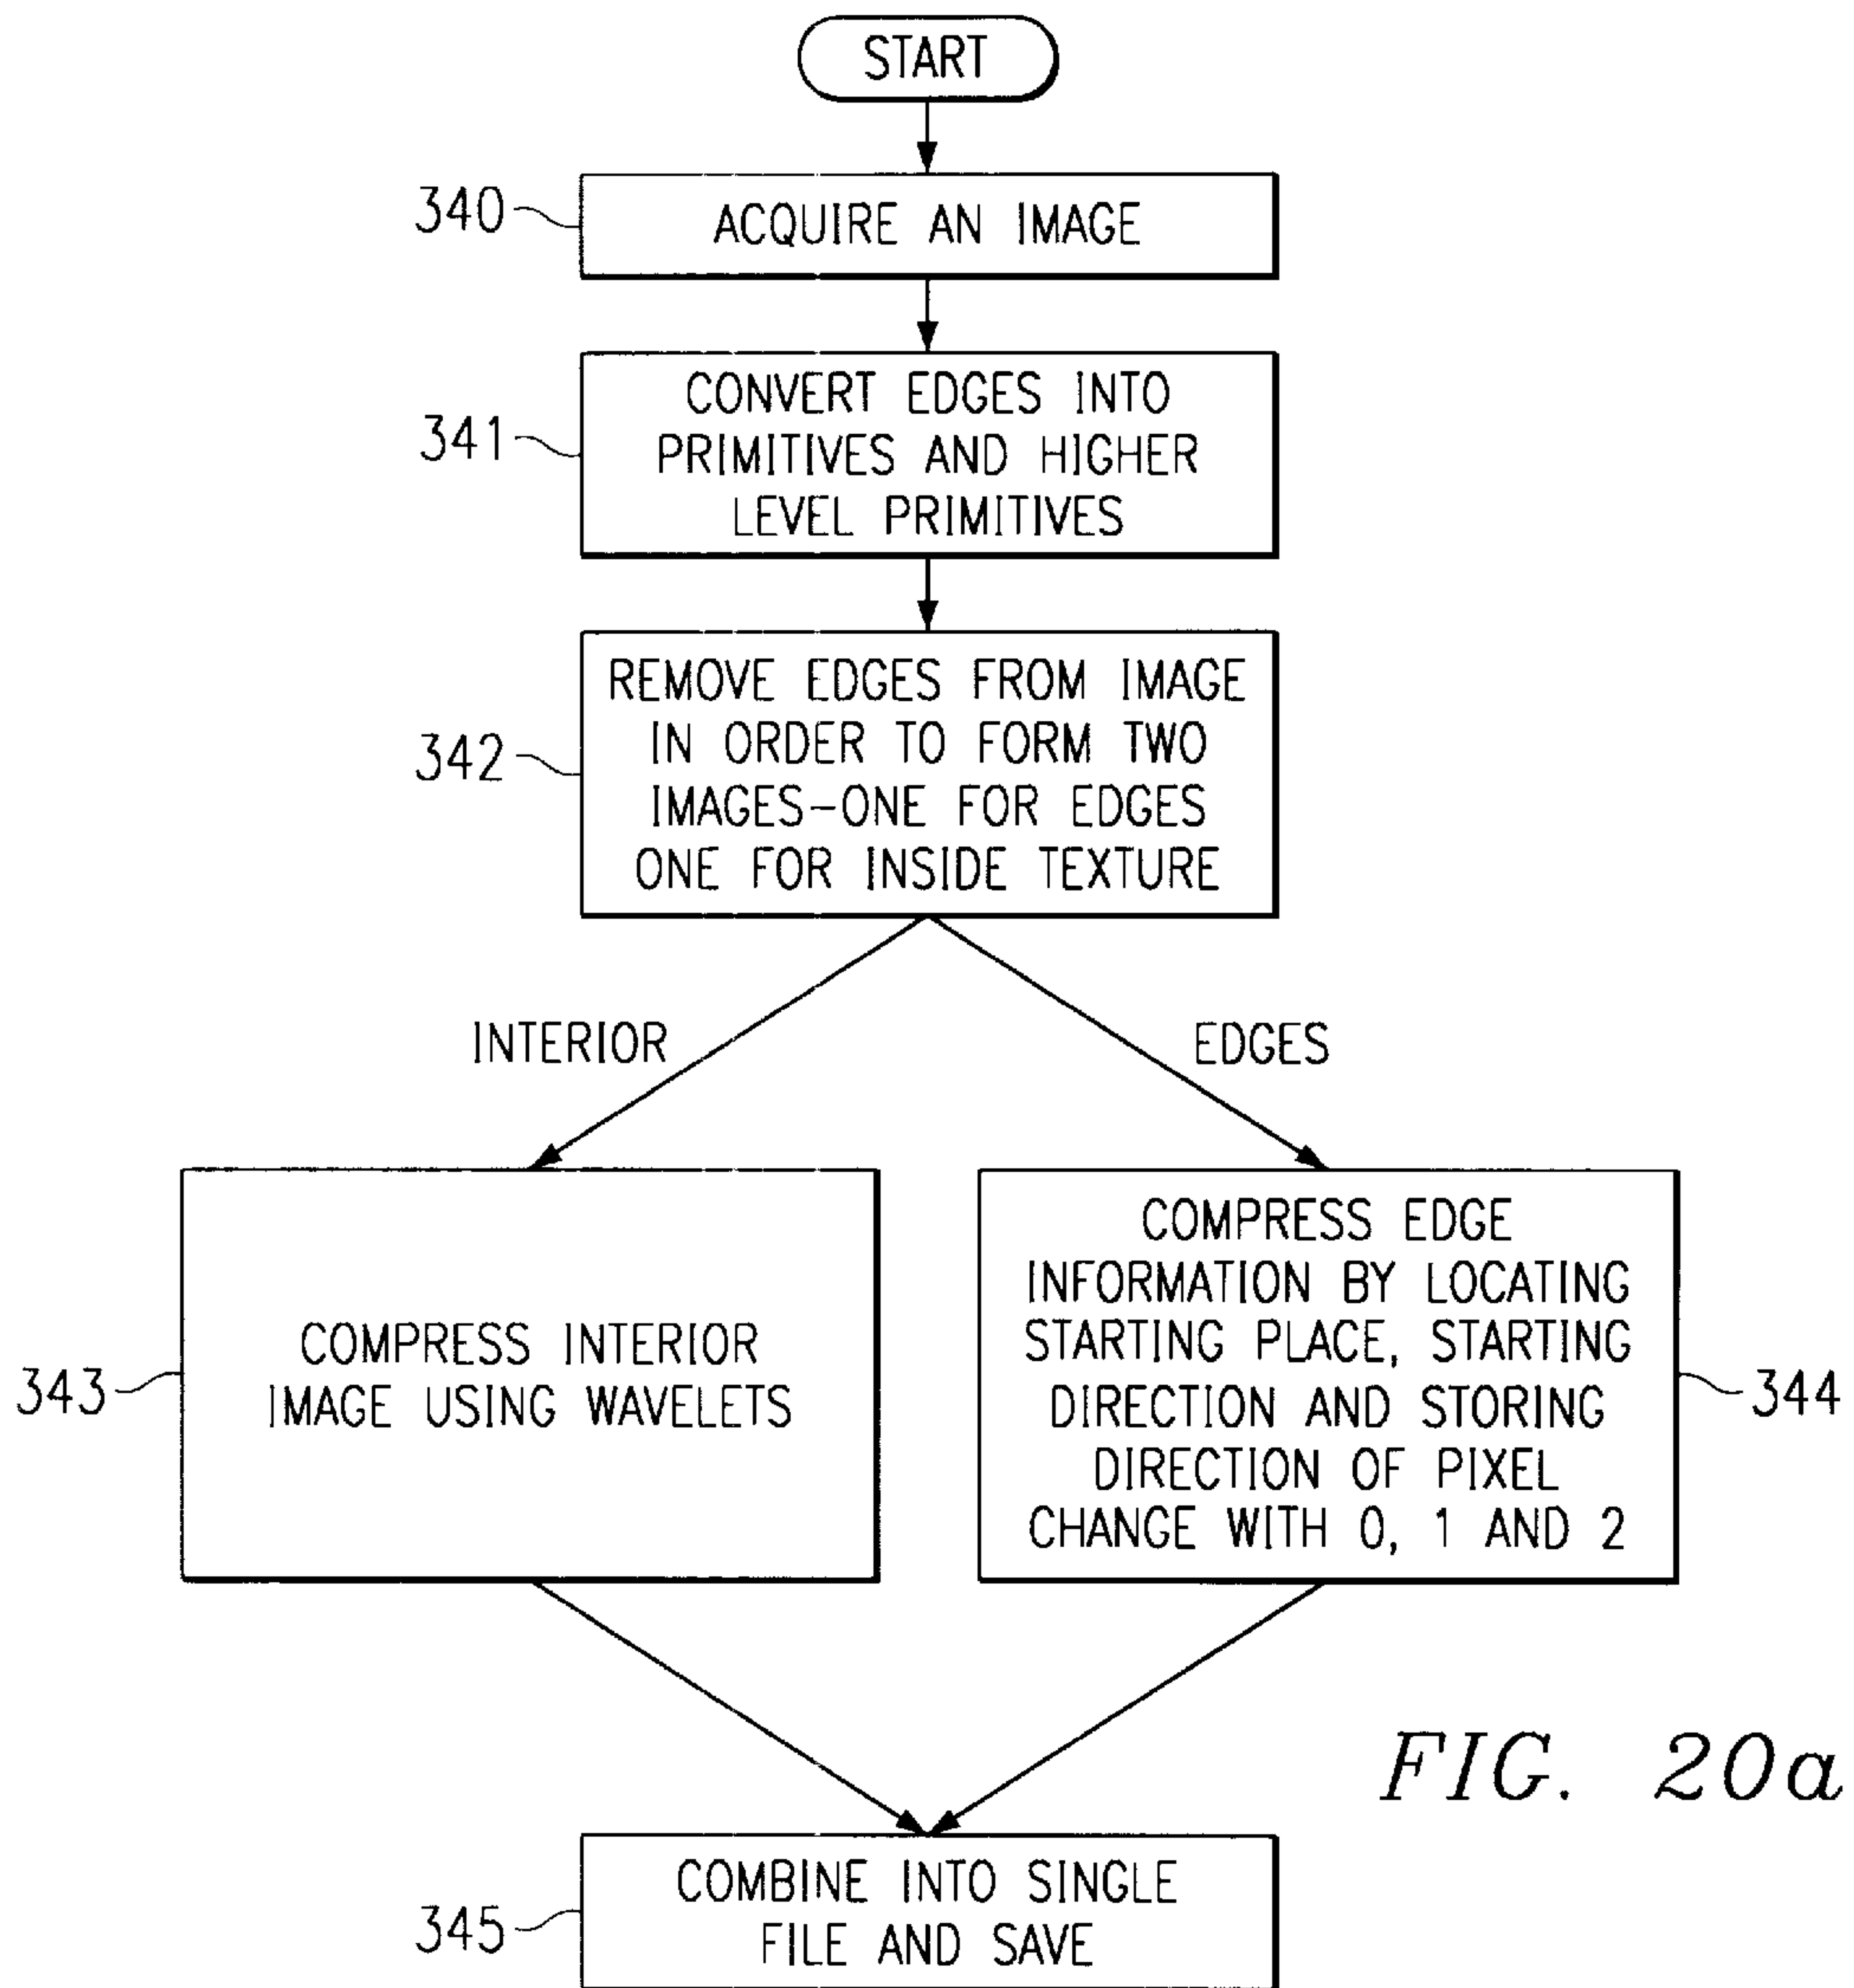 START
340
ACQUIRE AN IMAGE
341
CONVERT EDGES INTO
PRIMITIVES AND HIGHER
LEVEL PRIMITIVES
342
REMOVE EDGES FROM IMAGE
IN ORDER TO FORM TWO
IMAGES-ONE FOR EDGES
ONE FOR INSIDE TEXTURE
INTERIOR
EDGES
343
COMPRESS INTERIOR
IMAGE USING WAVELETS
COMPRESS EDGE
INFORMATION BY LOCATING
STARTING PLACE, STARTING
DIRECTION AND STORING
DIRECTION OF PIXEL
CHANGE WITH 0, 1 AND 2
344
345
COMBINE INTO SINGLE
FILE AND SAVE
FIG. 20a